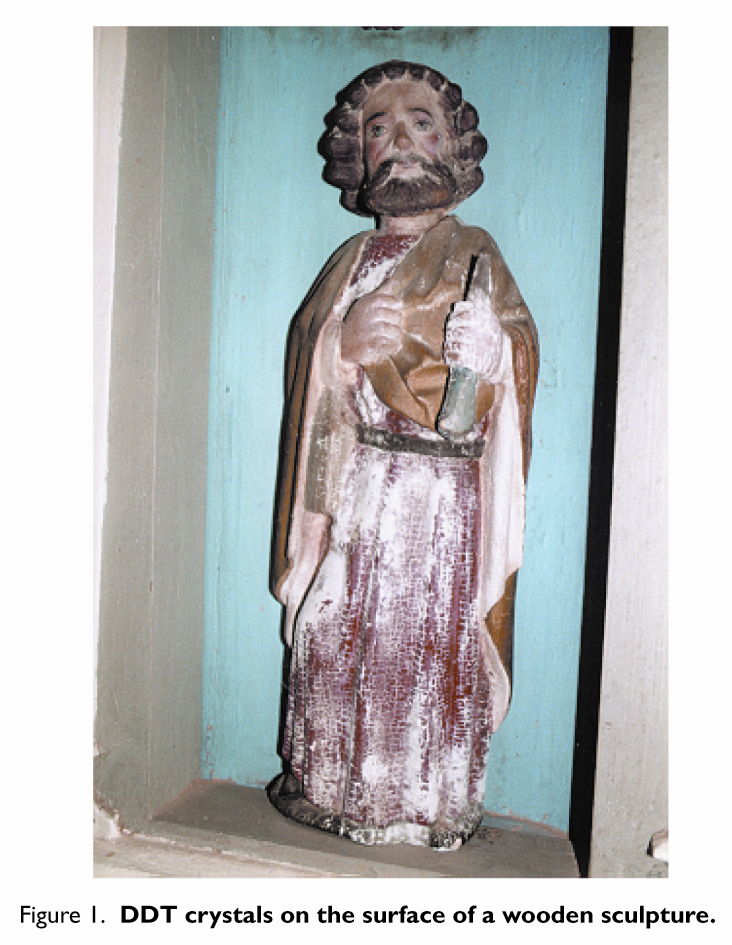 Figure 1. DDT crystals on the surface of a wooden sculpture.